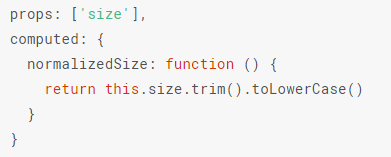 props: ['size'],
computed: {
  normalizedSize: function () {
    return this.size.trim().toLowerCase()
  }
}